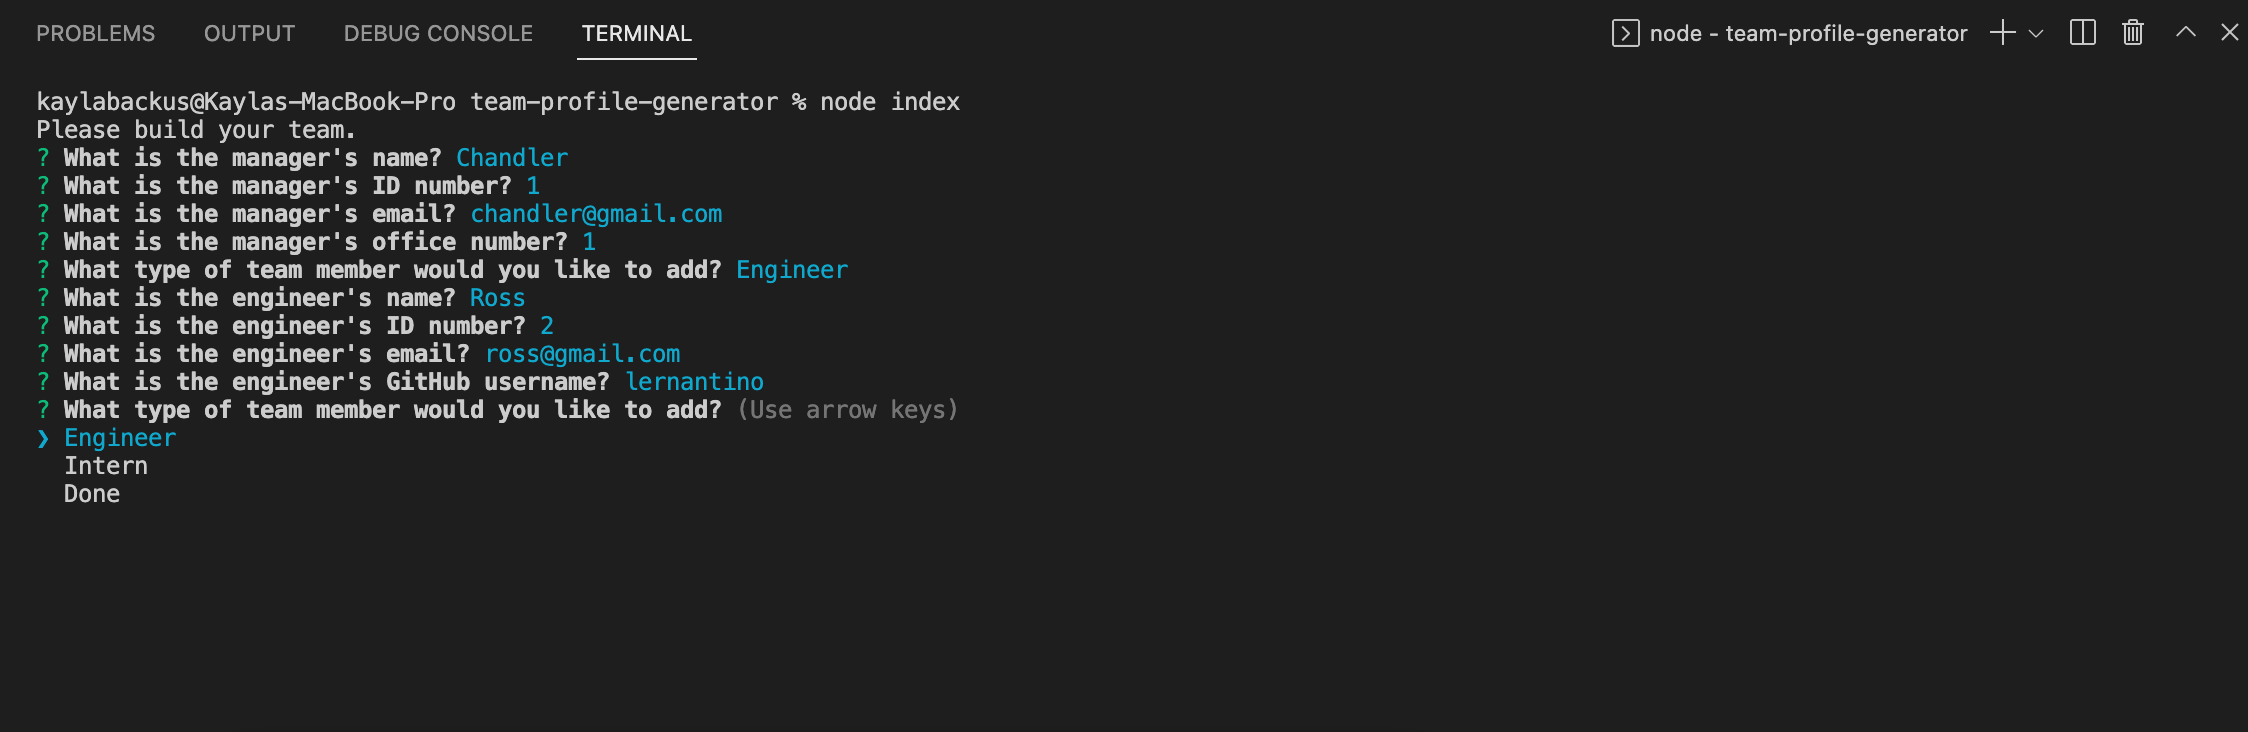 PROBLEMS OUTPUT DEBUG CONSOLE TERMINAL node - team-profile-generator
kaylabackus@Kaylas-MacBook-Pro team-profile-generator % node index
Please build your team.
? What is the manager's name? Chandler
? What is the manager's ID number? 1
? What is the manager's email? chandler@gmail.com
? What is the manager's office number? 1
? What type of team member would you like to add? Engineer
? What is the engineer's name? Ross
? What is the engineer's ID number? 2
? What is the engineer's email? ross@gmail.com
? What is the engineer's GitHub username? lernantino
? What type of team member would you like to add? (Use arrow keys)
❯ Engineer
Intern
Done